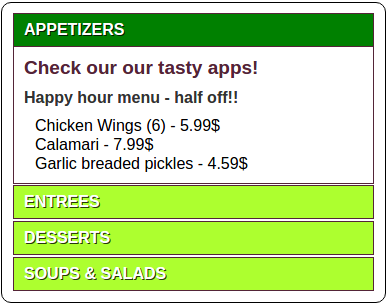 APPETIZERS
Check our our tasty apps!
Happy hour menu - half off!!
Chicken Wings (6) - 5.99$
Calamari - 7.99$
Garlic breaded pickles - 4.59$
ENTREES
DESSERTS
SOUPS & SALADS